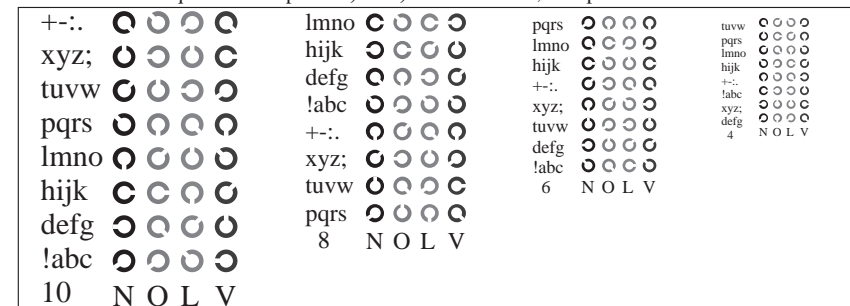 +-:.
xyz;
tuvw
pqrs
lmno
hijk
defg
!abc
10 N O L V
lmno
hijk
defg
!abc
+-:.
xyz;
tuvw
pqrs
8 N O L V
pqrs
lmno
hijk
+-:.
xyz;
tuvw
defg
!abc
6 N O L V
tuvw
pqrs
lmno
hijk
+-:.
!abc
xyz;
defg
4 N O L V